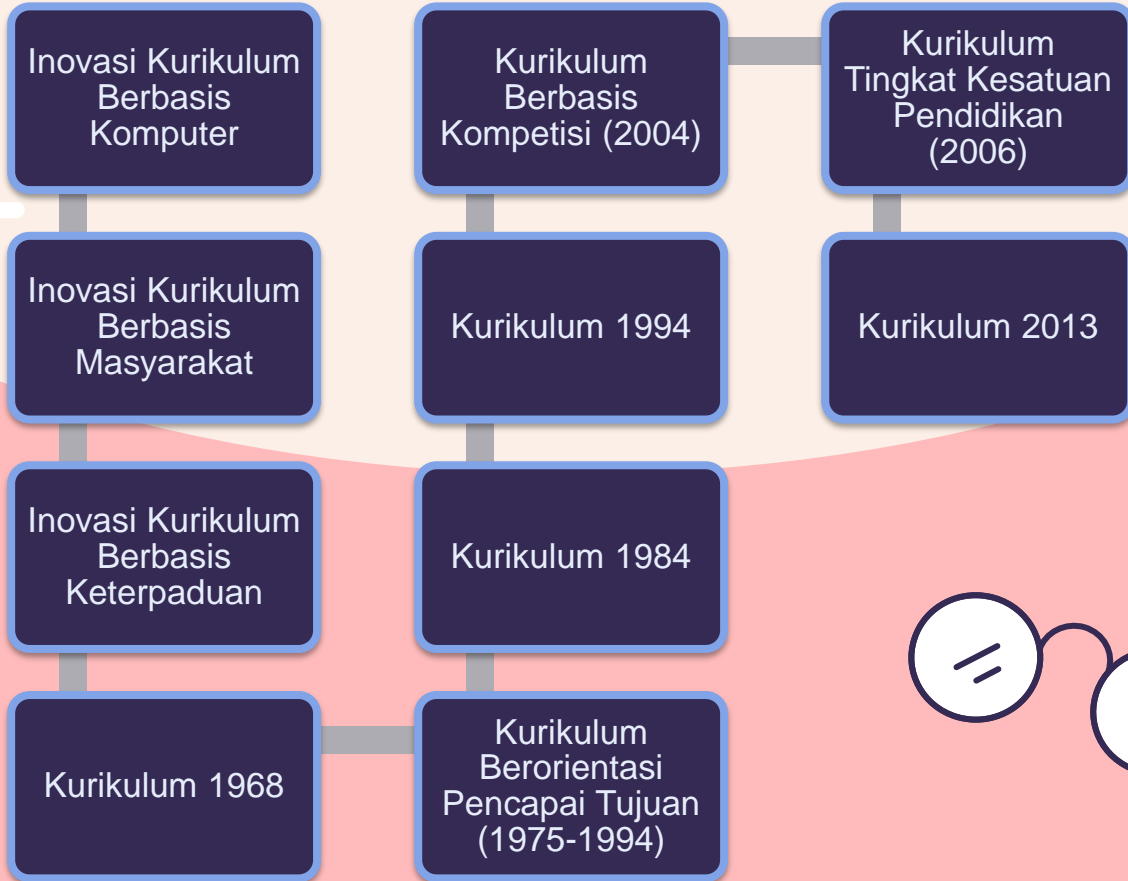 Inovasi Kurikulum
Berbasis
Komputer
Inovasi Kurikulum
Berbasis
Masyarakat
Inovasi Kurikulum
Berbasis
Keterpaduan
Kurikulum 1968
Kurikulum
Berorientasi
Pencapai Tujuan
(1975-1994)
Kurikulum 1984
Kurikulum 1994
Kurikulum
Berbasis
Kompetisi (2004)
Kurikulum
Tingkat Kesatuan
Pendidikan
(2006)
Kurikulum 2013